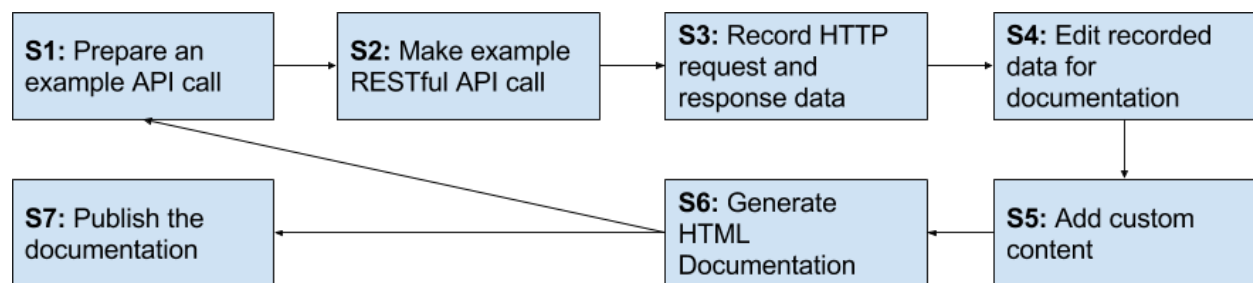 S1: Prepare an
example API call
S2: Make example
RESTful API call
S3: Record HTTP
request and
response data
S4: Edit recorded
data for
documentation
S5: Add custom
content
S6: Generate
HTML
Documentation
S7: Publish the
documentation